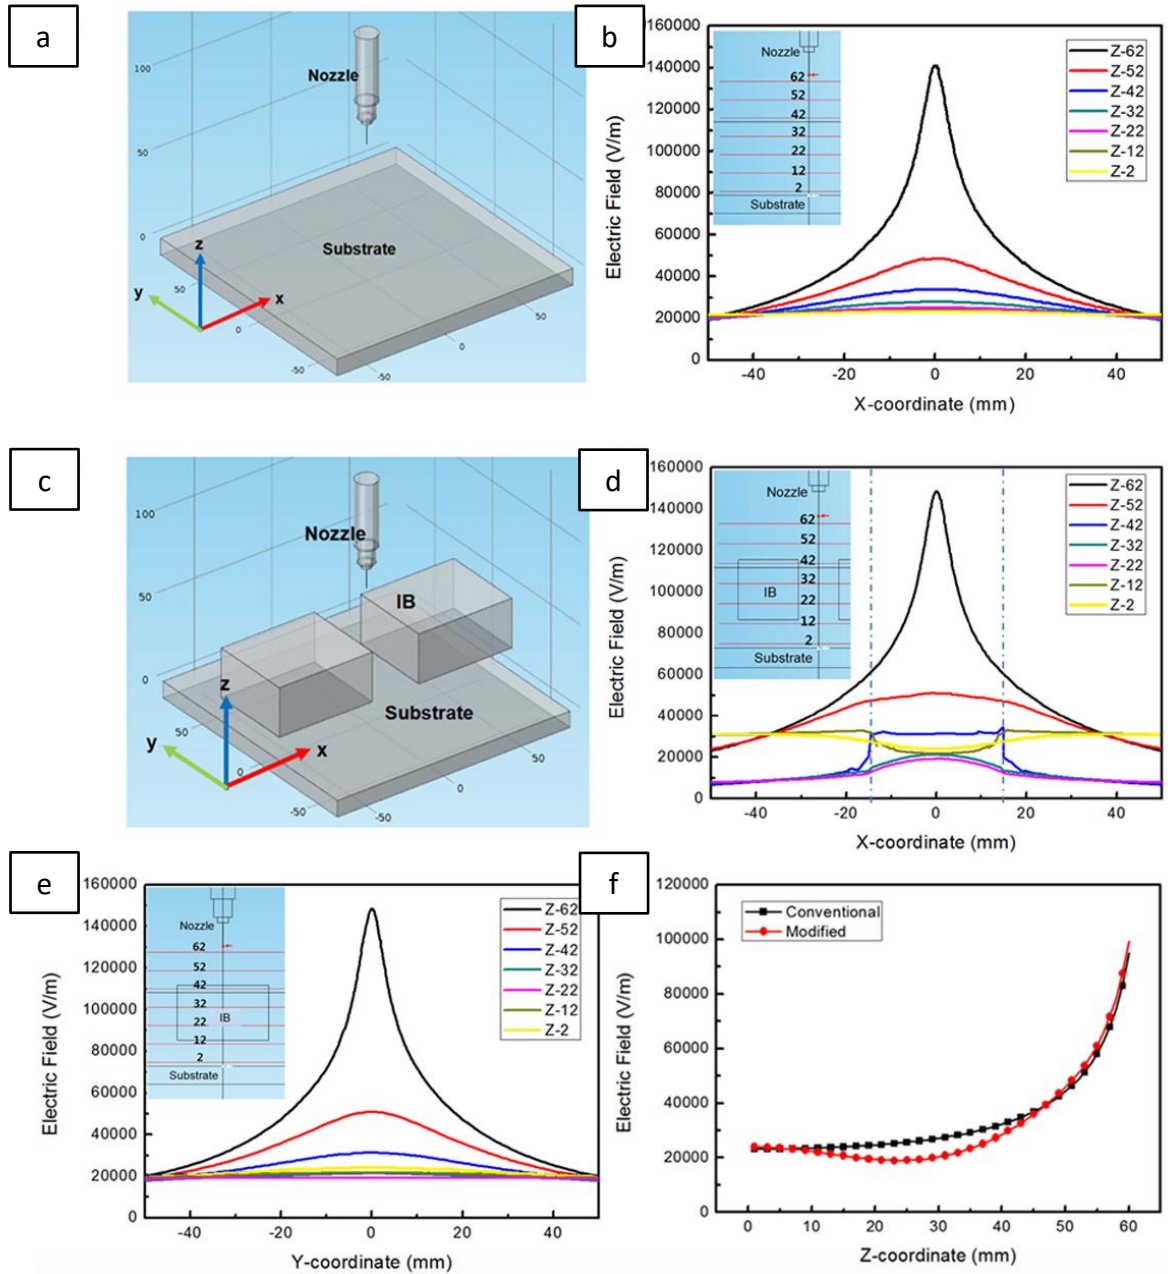 a
100
50
0
Nozzle
Substrate
z
y
x
50
0
-50
-50
0
50
b
160000
140000
120000
100000
80000
60000
40000
20000
0
Electric Field (V/m)
-40
-20
0
20
40
X-coordinate (mm)
Nozzle
62
52
42
32
22
12
2
Substrate
Z-62
Z-52
Z-42
Z-32
Z-22
Z-12
Z-2
c
100
50
0
Nozzle
IB
Substrate
z
y
x
50
0
-50
-50
0
50
d
160000
140000
120000
100000
80000
60000
40000
20000
0
Electric Field (V/m)
-40
-20
0
20
40
X-coordinate (mm)
Nozzle
62
52
42
32
IB
22
12
2
Substrate
Z-62
Z-52
Z-42
Z-32
Z-22
Z-12
Z-2
e
160000
140000
120000
100000
80000
60000
40000
20000
0
Electric Field (V/m)
-40
-20
0
20
40
Y-coordinate (mm)
Nozzle
62
52
42
32
22
IB
12
2
Substrate
Z-62
Z-52
Z-42
Z-32
Z-22
Z-12
Z-2
f
120000
100000
80000
60000
40000
20000
0
Electric Field (V/m)
0
10
20
30
40
50
60
Z-coordinate (mm)
Conventional
Modified